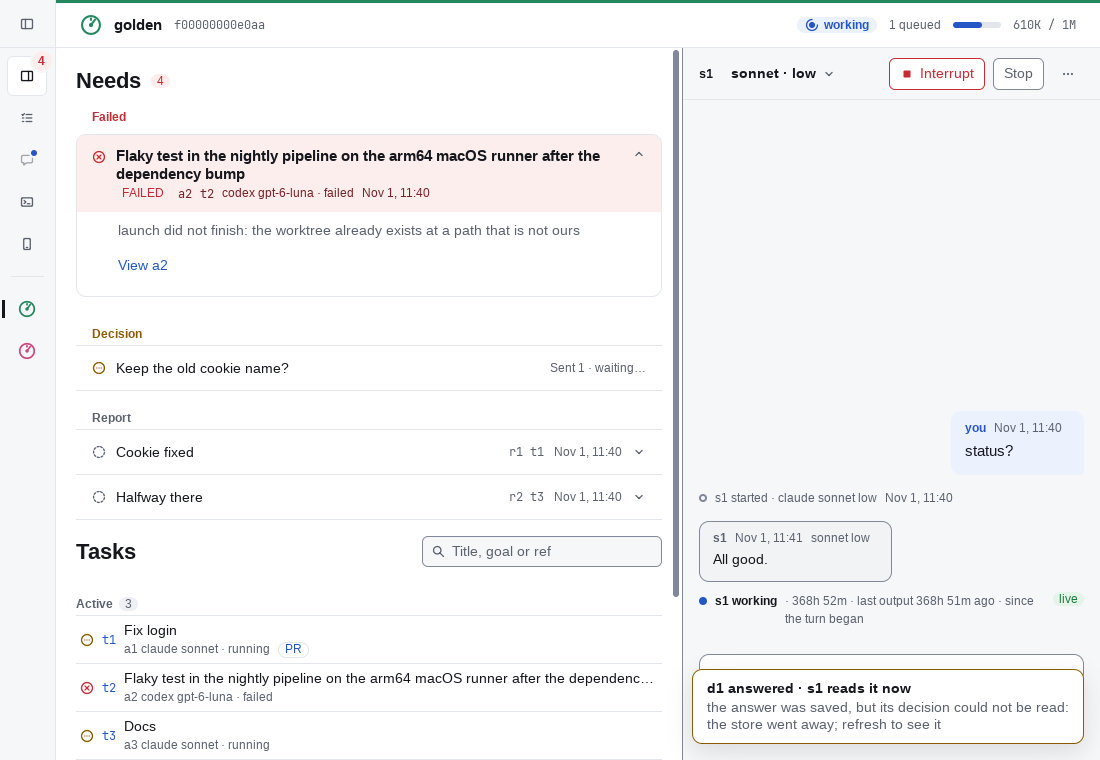 golden f00000000e0aa working 1 queued 610K / 1M
4
Needs 4
Failed
Flaky test in the nightly pipeline on the arm64 macOS runner after the
dependency bump
FAILED a2 t2 codex gpt-6-luna · failed Nov 1, 11:40
launch did not finish: the worktree already exists at a path that is not ours
View a2
Decision
Keep the old cookie name? Sent 1 · waiting…
Report
Cookie fixed r1 t1 Nov 1, 11:40
Halfway there r2 t3 Nov 1, 11:40
Tasks Title, goal or ref
Active 3
t1 Fix login
a1 claude sonnet · running PR
t2 Flaky test in the nightly pipeline on the arm64 macOS runner after the dependenc…
a2 codex gpt-6-luna · failed
t3 Docs
a3 claude sonnet · running
s1 sonnet · low Interrupt Stop ···
you Nov 1, 11:40
status?
s1 started · claude sonnet low Nov 1, 11:40
s1 Nov 1, 11:41 sonnet low
All good.
s1 working · 368h 52m · last output 368h 51m ago · since live
the turn began
d1 answered · s1 reads it now
the answer was saved, but its decision could not be read:
the store went away; refresh to see it